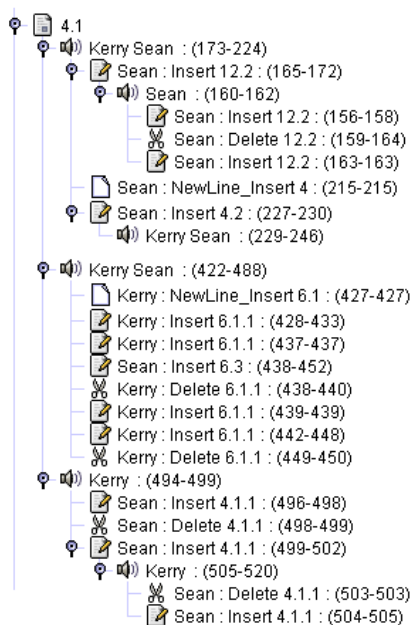 4.1
Kerry Sean : (173-224)
Sean : Insert 12.2 : (165-172)
Sean : (160-162)
Sean : Insert 12.2 : (156-158)
Sean : Delete 12.2 : (159-164)
Sean : Insert 12.2 : (163-163)
Sean : NewLine_Insert 4 : (215-215)
Sean : Insert 4.2 : (227-230)
Kerry Sean : (229-246)
Kerry Sean : (422-488)
Kerry : NewLine_Insert 6.1 : (427-427)
Kerry : Insert 6.1.1 : (428-433)
Kerry : Insert 6.1.1 : (437-437)
Sean : Insert 6.3 : (438-452)
Kerry : Delete 6.1.1 : (438-440)
Kerry : Insert 6.1.1 : (439-439)
Kerry : Insert 6.1.1 : (442-448)
Kerry : Delete 6.1.1 : (449-450)
Kerry : (494-499)
Sean : Insert 4.1.1 : (496-498)
Sean : Delete 4.1.1 : (498-499)
Sean : Insert 4.1.1 : (499-502)
Kerry : (505-520)
Sean : Delete 4.1.1 : (503-503)
Sean : Insert 4.1.1 : (504-505)